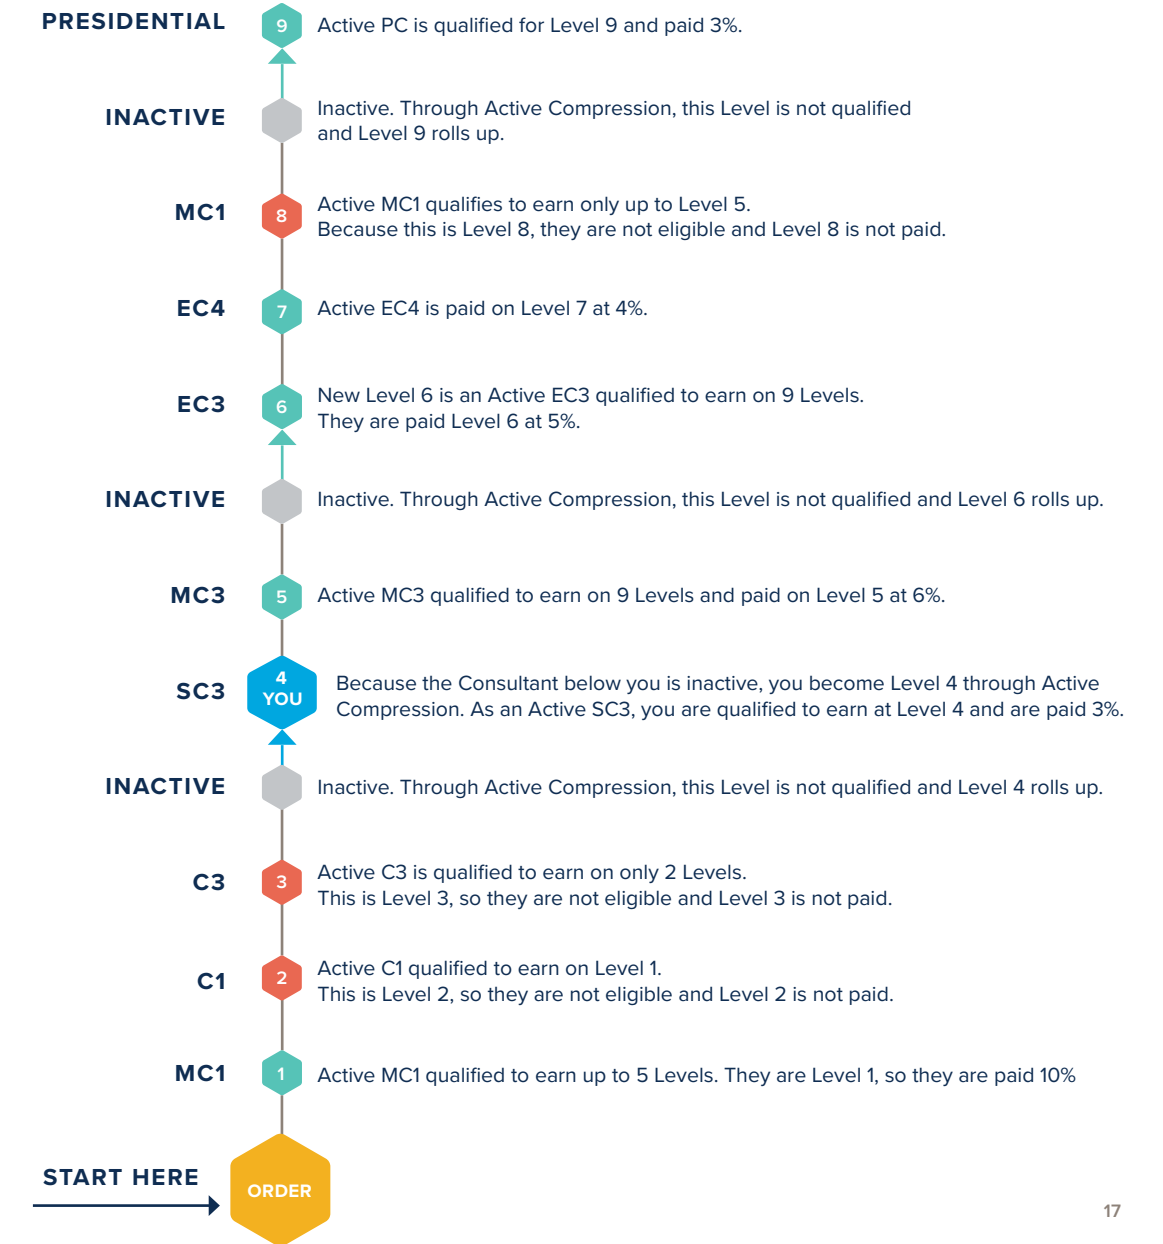 PRESIDENTIAL
9
Active PC is qualified for Level 9 and paid 3%.
INACTIVE
Inactive. Through Active Compression, this Level is not qualified
and Level 9 rolls up.
MC1
8
Active MC1 qualifies to earn only up to Level 5.
Because this is Level 8, they are not eligible and Level 8 is not paid.
EC4
7
Active EC4 is paid on Level 7 at 4%.
EC3
6
New Level 6 is an Active EC3 qualified to earn on 9 Levels.
They are paid Level 6 at 5%.
INACTIVE
Inactive. Through Active Compression, this Level is not qualified and Level 6 rolls up.
MC3
5
Active MC3 qualified to earn on 9 Levels and paid on Level 5 at 6%.
SC3
4
YOU
Because the Consultant below you is inactive, you become Level 4 through Active
Compression. As an Active SC3, you are qualified to earn at Level 4 and are paid 3%.
INACTIVE
Inactive. Through Active Compression, this Level is not qualified and Level 4 rolls up.
C3
3
Active C3 is qualified to earn on only 2 Levels.
This is Level 3, so they are not eligible and Level 3 is not paid.
C1
2
Active C1 qualified to earn on Level 1.
This is Level 2, so they are not eligible and Level 2 is not paid.
MC1
1
Active MC1 qualified to earn up to 5 Levels. They are Level 1, so they are paid 10%
START HERE
ORDER
17